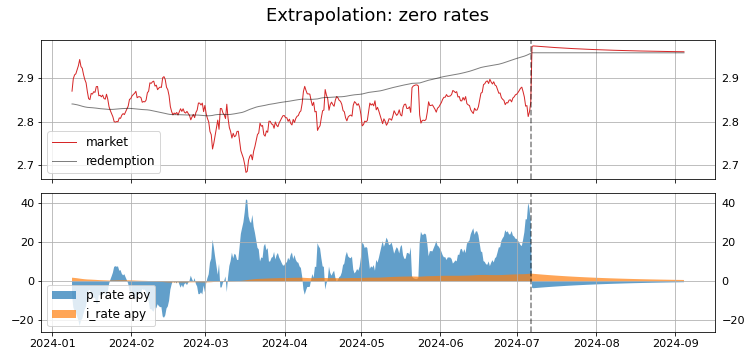 Extrapolation: zero rates
2.9 2.9
2.8 2.8
2.7 2.7
market
redemption
40 40
20 20
0 0
−20 −20
p_rate apy
i_rate apy
2024-01 2024-02 2024-03 2024-04 2024-05 2024-06 2024-07 2024-08 2024-09